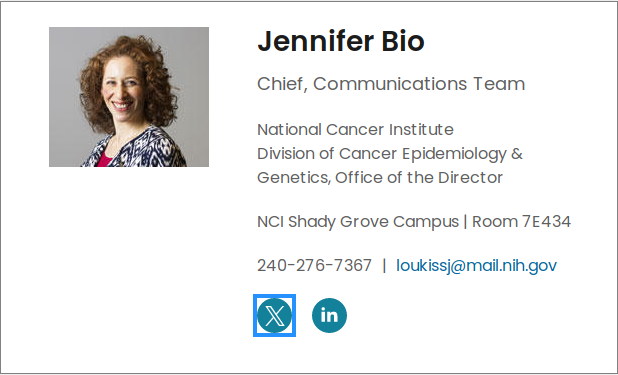 Jennifer Bio
Chief, Communications Team
National Cancer Institute
Division of Cancer Epidemiology &
Genetics, Office of the Director
NCI Shady Grove Campus | Room 7E434
240-276-7367 | loukissj@mail.nih.gov
X in